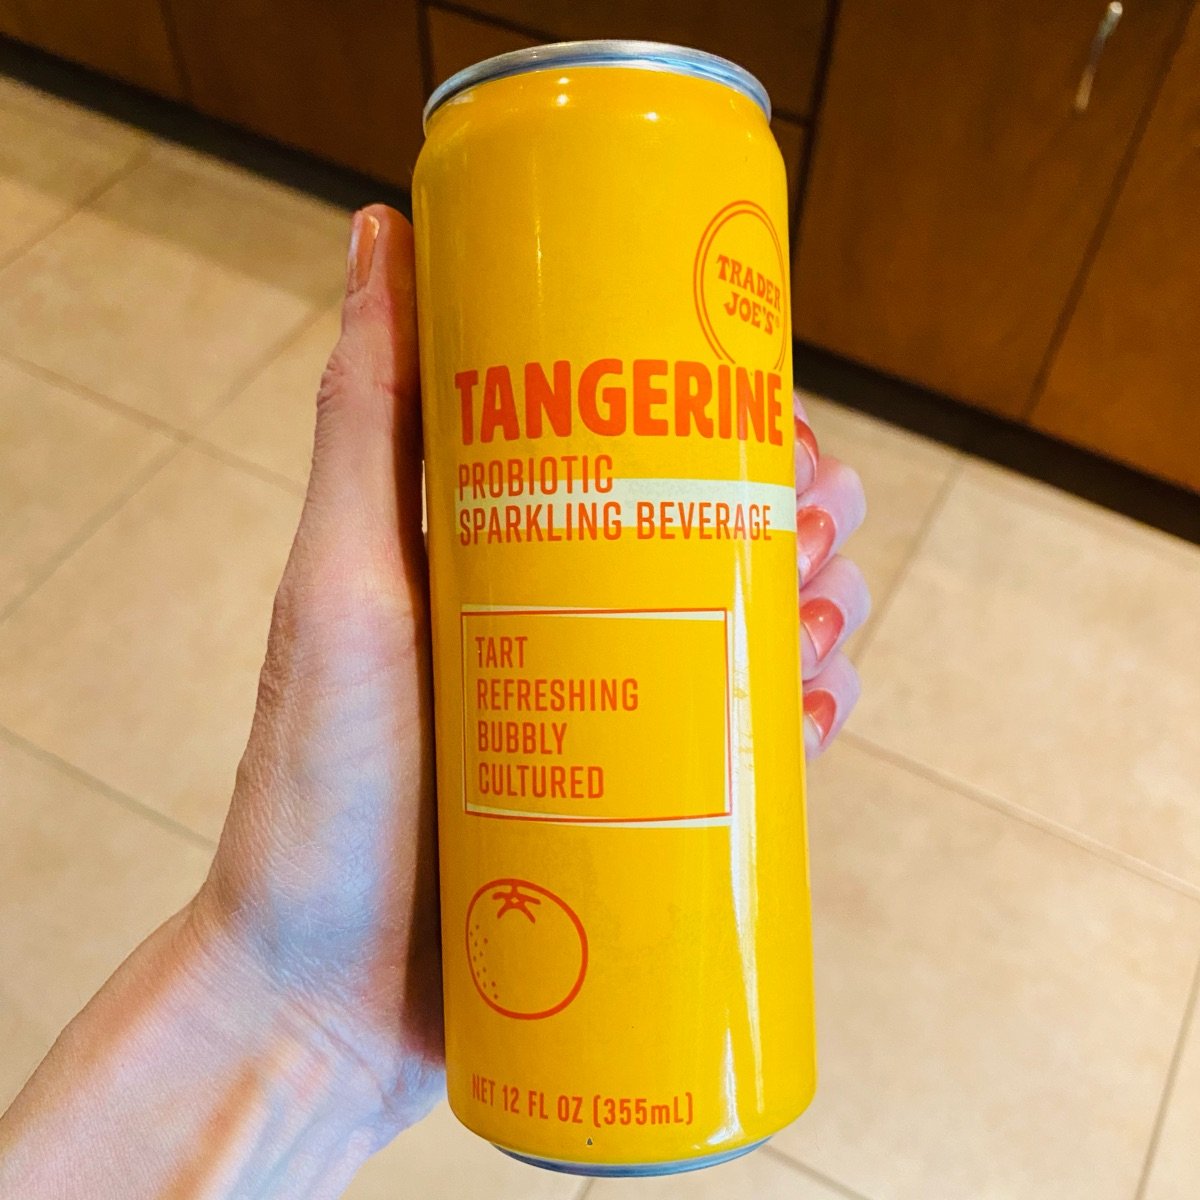 TRADER
JOE'S®
TANGERINE
PROBIOTIC
SPARKLING BEVERAGE
TART
REFRESHING
BUBBLY
CULTURED
NET 12 FL OZ (355mL)